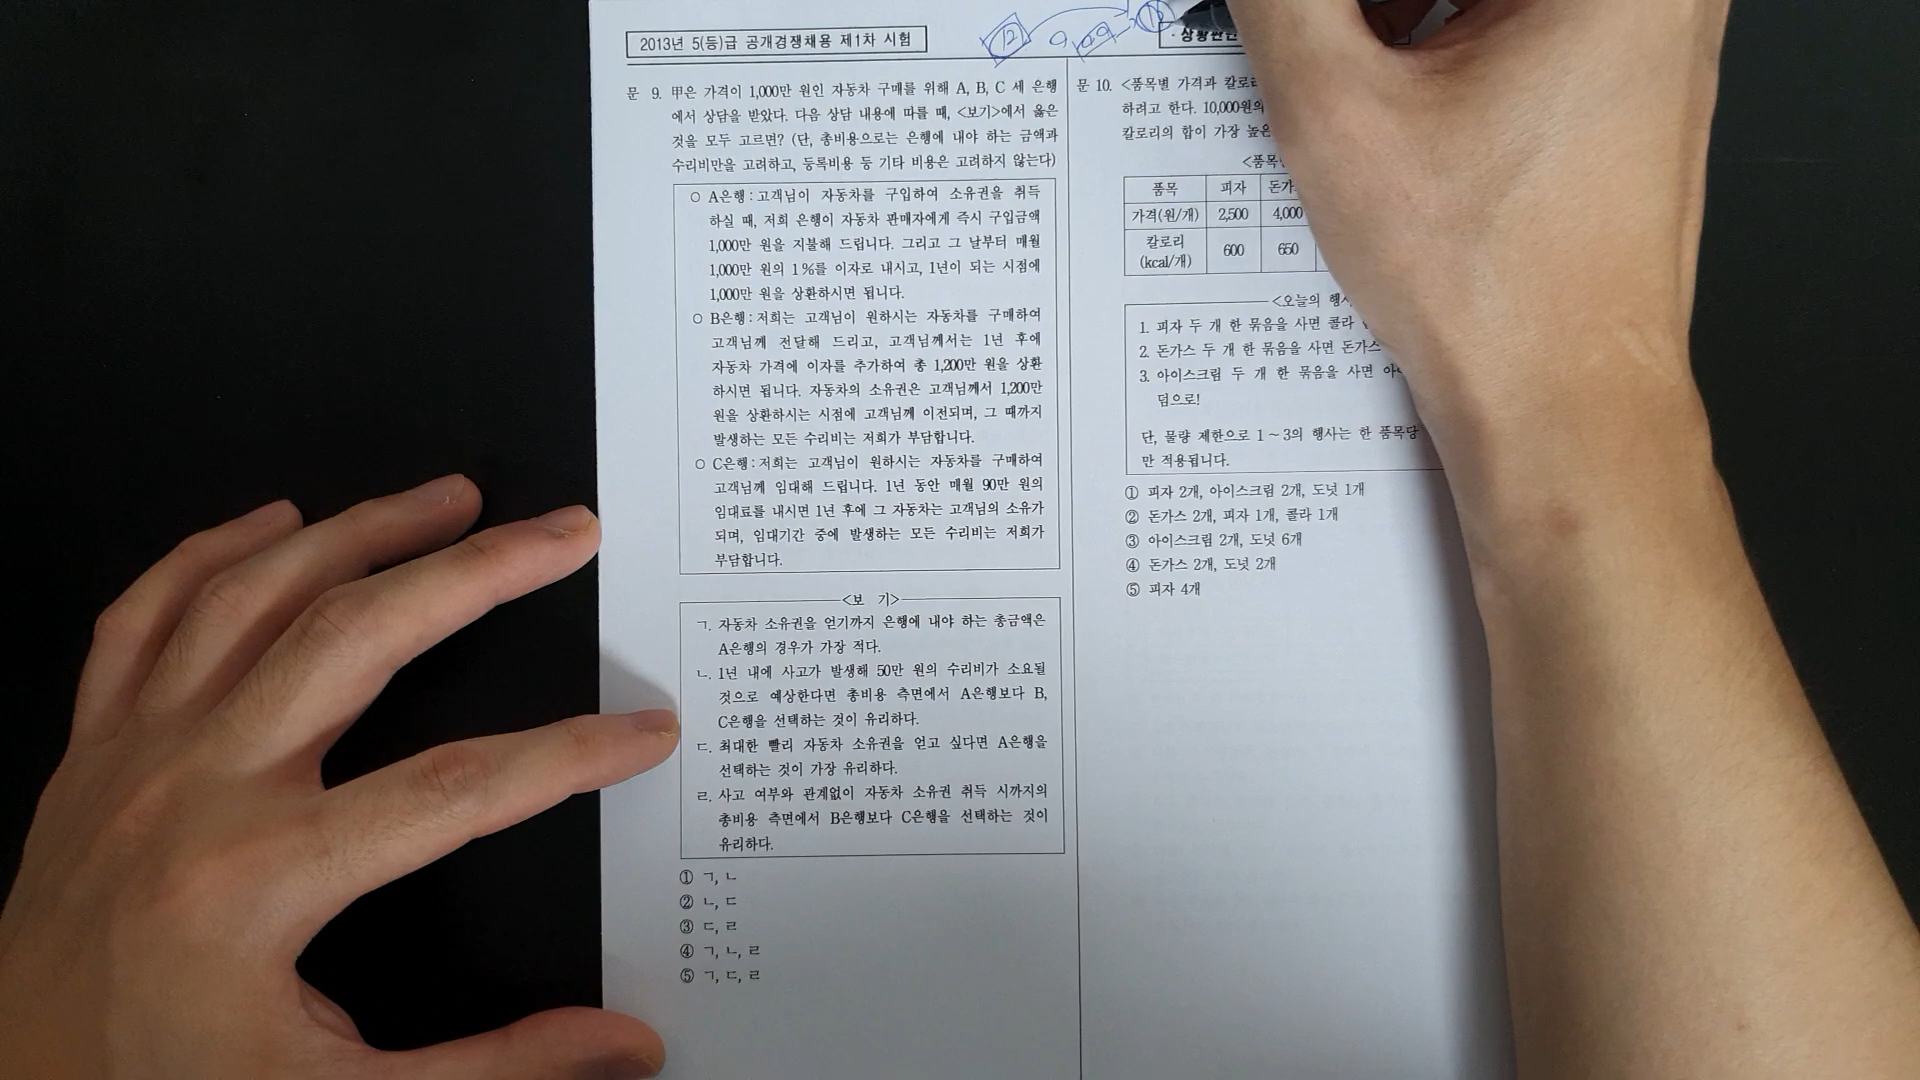 2013년 5(등)급 공개경쟁채용 제1차 시험
12
문 9. 甲은 가격이 1,000만 원인 자동차 구매를 위해 A, B, C 세 은행
에서 상담을 받았다. 다음 상담 내용에 따를 때, <보기>에서 옳은
것을 모두 고르면? (단, 총비용으로는 은행에 내야 하는 금액과
수리비만을 고려하고, 등록비용 등 기타 비용은 고려하지 않는다)
○ A은행 : 고객님이 자동차를 구입하여 소유권을 취득
하실 때, 저희 은행이 자동차 판매자에게 즉시 구입금액
1,000만 원을 지불해 드립니다. 그리고 그 날부터 매월
1,000만 원의 1%를 이자로 내시고, 1년이 되는 시점에
1,000만 원을 상환하시면 됩니다.
○ B은행 : 저희는 고객님이 원하시는 자동차를 구매하여
고객님께 전달해 드리고, 고객님께서는 1년 후에
자동차 가격에 이자를 추가하여 총 1,200만 원을 상환
하시면 됩니다. 자동차의 소유권은 고객님께서 1,200만
원을 상환하시는 시점에 고객님께 이전되며, 그 때까지
발생하는 모든 수리비는 저희가 부담합니다.
○ C은행 : 저희는 고객님이 원하시는 자동차를 구매하여
고객님께 임대해 드립니다. 1년 동안 매월 90만 원의
임대료를 내시면 1년 후에 그 자동차는 고객님의 소유가
되며, 임대기간 중에 발생하는 모든 수리비는 저희가
부담합니다.
<보 기>
ㄱ. 자동차 소유권을 얻기까지 은행에 내야 하는 총금액은
A은행의 경우가 가장 적다.
ㄴ. 1년 내에 사고가 발생해 50만 원의 수리비가 소요될
것으로 예상한다면 총비용 측면에서 A은행보다 B,
C은행을 선택하는 것이 유리하다.
ㄷ. 최대한 빨리 자동차 소유권을 얻고 싶다면 A은행을
선택하는 것이 가장 유리하다.
ㄹ. 사고 여부와 관계없이 자동차 소유권 취득 시까지의
총비용 측면에서 B은행보다 C은행을 선택하는 것이
유리하다.
① ㄱ, ㄴ
② ㄴ, ㄷ
③ ㄷ, ㄹ
④ ㄱ, ㄴ, ㄹ
⑤ ㄱ, ㄷ, ㄹ
상황판단
문 10. <품목별 가격과 칼로리
하려고 한다. 10,000원의
칼로리의 합이 가장 높은
<품목
품목 피자 돈가
가격(원/개) 2,500 4,000
칼로리
(kcal/개) 600 650
<오늘의 행사
1. 피자 두 개 한 묶음을 사면 콜라
2. 돈가스 두 개 한 묶음을 사면 돈가스
3. 아이스크림 두 개 한 묶음을 사면 아이
덤으로!
단, 물량 제한으로 1 ~ 3의 행사는 한 품목당
만 적용됩니다.
① 피자 2개, 아이스크림 2개, 도넛 1개
② 돈가스 2개, 피자 1개, 콜라 1개
③ 아이스크림 2개, 도넛 6개
④ 돈가스 2개, 도넛 2개
⑤ 피자 4개